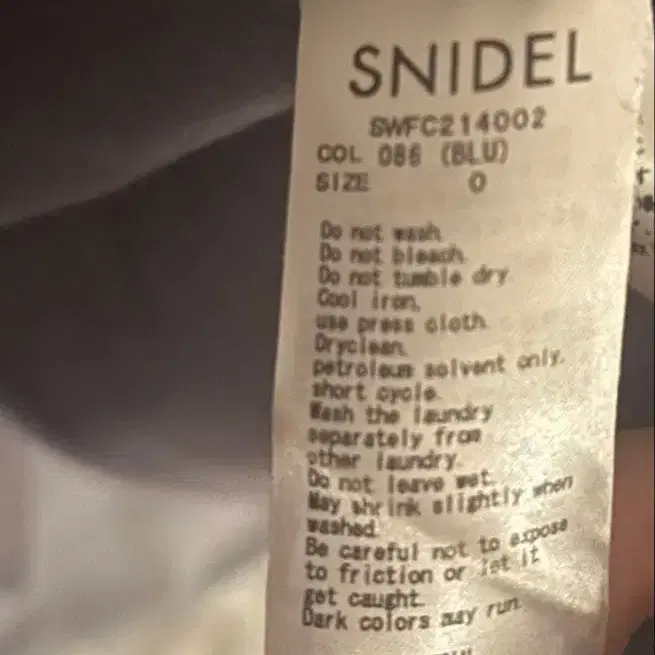 SNIDEL
SWFC214002
COL 086 (BLU)
SIZE 0
Do not wash.
Do not bleach.
Do not tumble dry.
Cool iron,
use press cloth.
Dryclean,
petroleum solvent only,
short cycle.
Wash the laundry
separately from
other laundry.
Do not leave wet.
May shrink slightly when
washed.
Be careful not to expose
to friction or let it
get caught.
Dark colors may run.